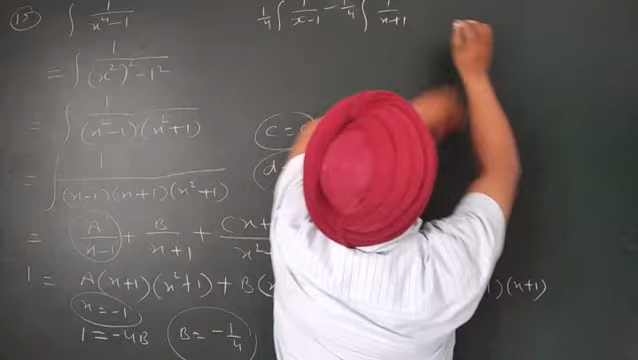 15 ∫ 1/(x⁴-1)
= ∫ 1/((x²)² - 1²)
= ∫ 1/((x²-1)(x²+1))
= ∫ 1/((x-1)(x+1)(x²+1))
= A/(x-1) + B/(x+1) + Cx+ / x²
1 = A(x+1)(x²+1) + B( )(x+1)
x = -1
1 = -4B B = -1/4
1/4 ∫ 1/(x-1) - 1/4 ∫ 1/(x+1)
C =
d =